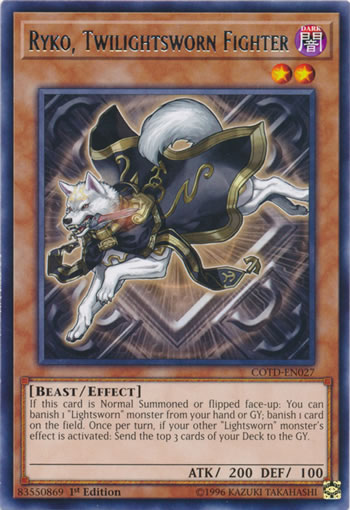 RYKO, TWILIGHTSWORN FIGHTER
DARK
闇
COTD-EN027
[BEAST/EFFECT]
If this card is Normal Summoned or flipped face-up: You can
banish 1 "Lightsworn" monster from your hand or GY; banish 1 card
on the field. Once per turn, if your other "Lightsworn" monster's
effect is activated: Send the top 3 cards of your Deck to the GY.
ATK/ 200 DEF/ 100
83550869 1st Edition ©1996 KAZUKI TAKAHASHI